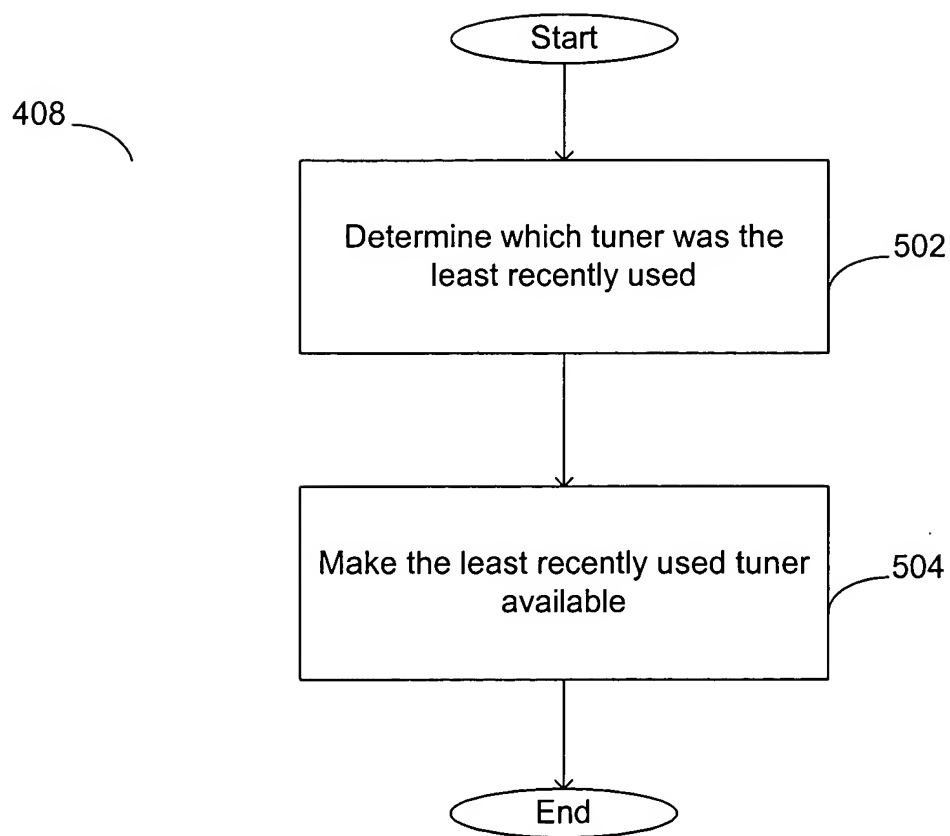 Start
408
Determine which tuner was the
least recently used
502
Make the least recently used tuner
available
504
End